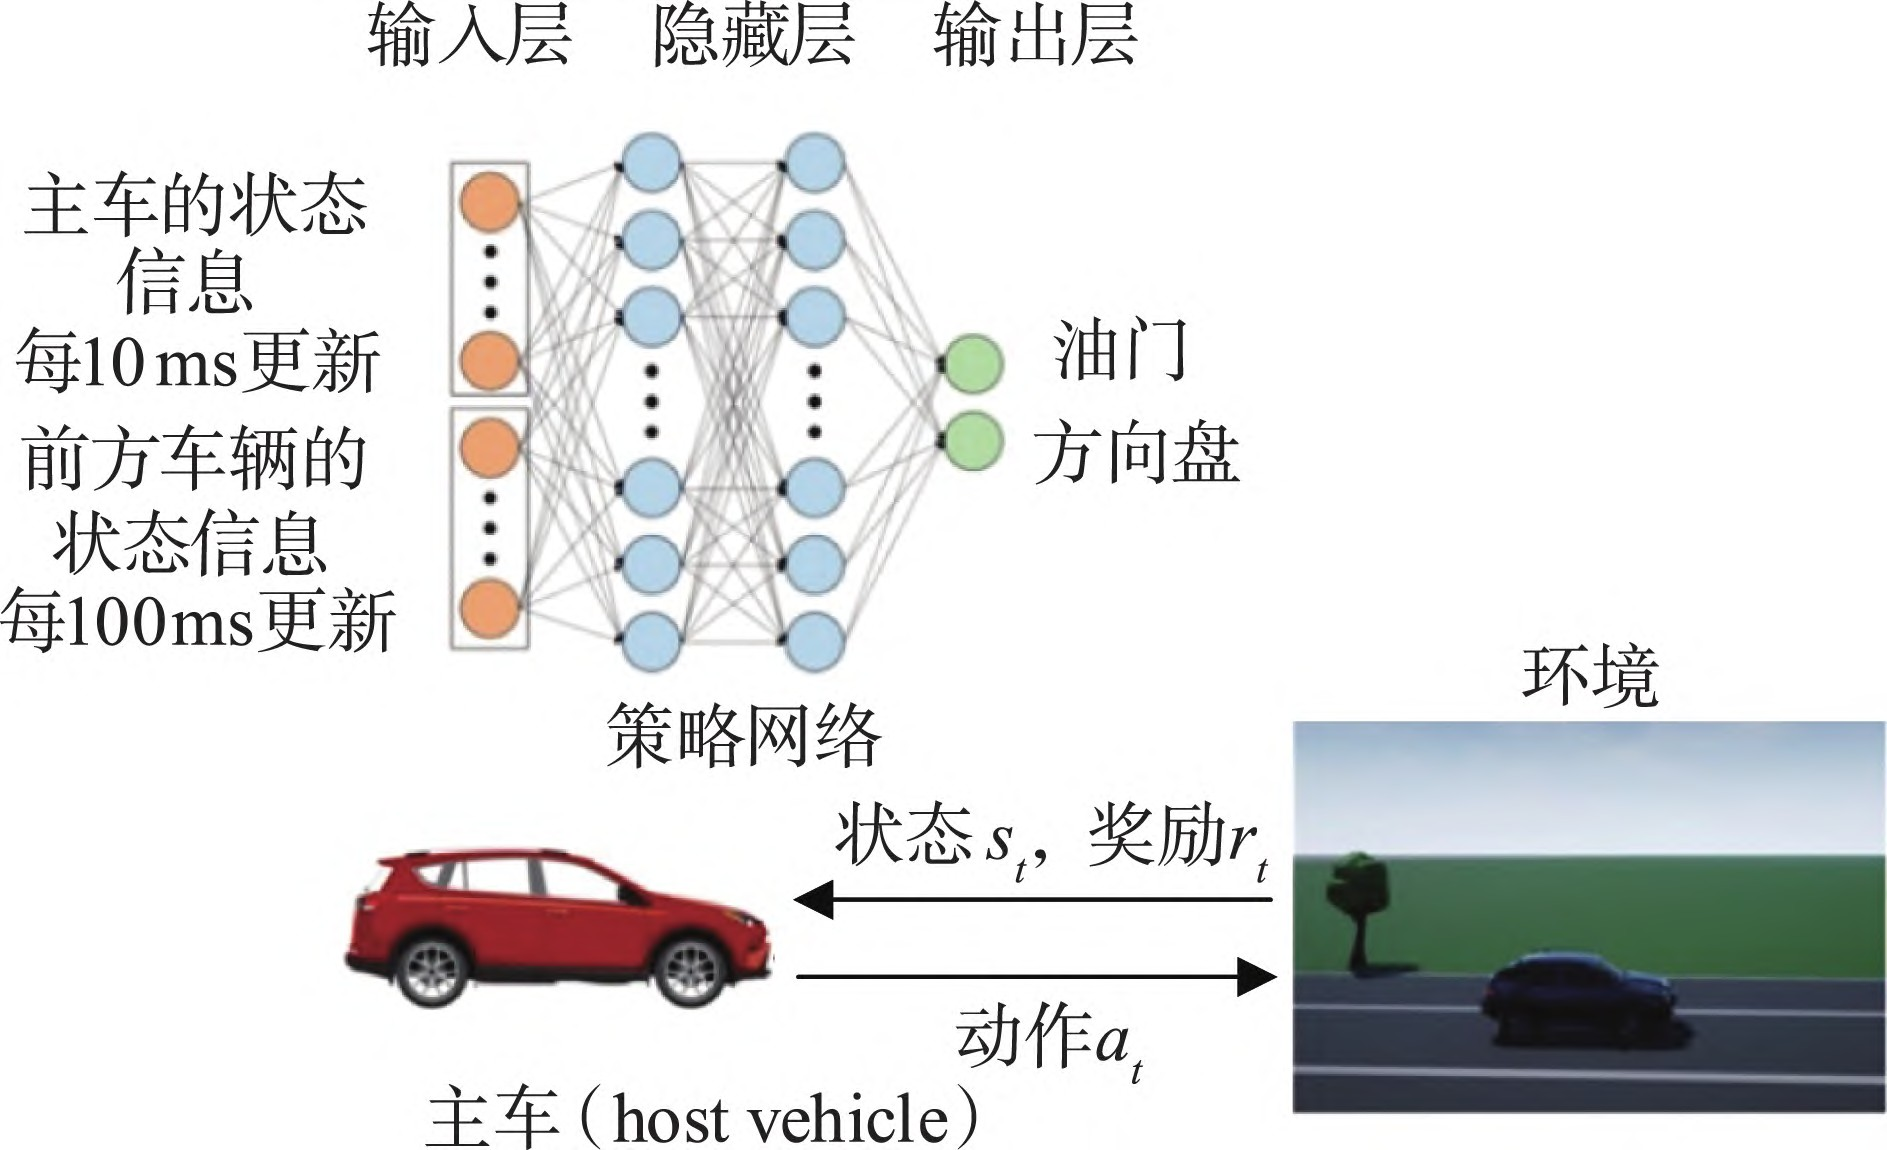 输入层 隐藏层 输出层
主车的状态
信息
每10 ms更新
前方车辆的
状态信息
每100ms更新
油门
方向盘
策略网络
环境
状态 s_t, 奖励r_t
动作a_t
主车(host vehicle)